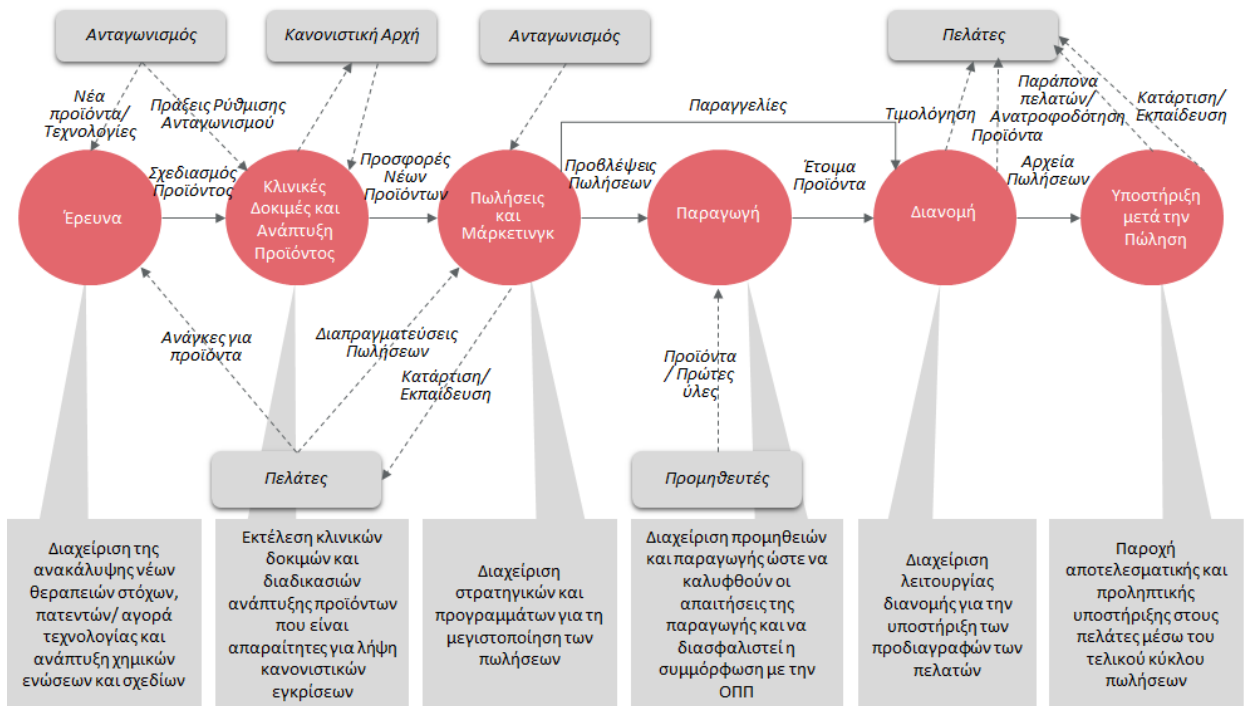 Ανταγωνισμός
Κανονιστική Αρχή
Ανταγωνισμός
Πελάτες
Νέα
προϊόντα/
Τεχνολογίες
Πράξεις Ρύθμισης
Ανταγωνισμού
Παραγγελίες
Τιμολόγηση
Παράπονα
πελατών/
Ανατροφοδότηση
Προϊόντα
Κατάρτιση/
Εκπαίδευση
Σχεδιασμός
Προϊόντος
Προσφορές
Νέων
Προϊόντων
Προβλέψεις
Πωλήσεων
Έτοιμα
Προϊόντα
Αρχεία
Πωλήσεων
Έρευνα
Κλινικές
Δοκιμές και
Ανάπτυξη
Προϊόντος
Πωλήσεις
και
Μάρκετινγκ
Παραγωγή
Διανομή
Υποστήριξη
μετά την
Πώληση
Ανάγκες για
προϊόντα
Διαπραγματεύσεις
Πωλήσεων
Κατάρτιση/
Εκπαίδευση
Προϊόντα
/ Πρώτες
ύλες
Πελάτες
Προμηθευτές
Διαχείριση της
ανακάλυψης νέων
θεραπειών στόχων,
πατεντών/ αγορά
τεχνολογίας και
ανάπτυξη χημικών
ενώσεων και σχεδίων
Εκτέλεση κλινικών
δοκιμών και
διαδικασιών
ανάπτυξης προϊόντων
που είναι
απαραίτητες για λήψη
κανονιστικών
εγκρίσεων
Διαχείριση
στρατηγικών και
προγραμμάτων για τη
μεγιστοποίηση των
πωλήσεων
Διαχείριση προμηθειών
και παραγωγής ώστε να
καλυφθούν οι
απαιτήσεις της
παραγωγής και να
διασφαλιστεί η
συμμόρφωση με την
ΟΠΠ
Διαχείριση
λειτουργίας
διανομής για την
υποστήριξη των
προδιαγραφών των
πελατών
Παροχή
αποτελεσματικής και
προληπτικής
υποστήριξης στους
πελάτες μέσω του
τελικού κύκλου
πωλήσεων